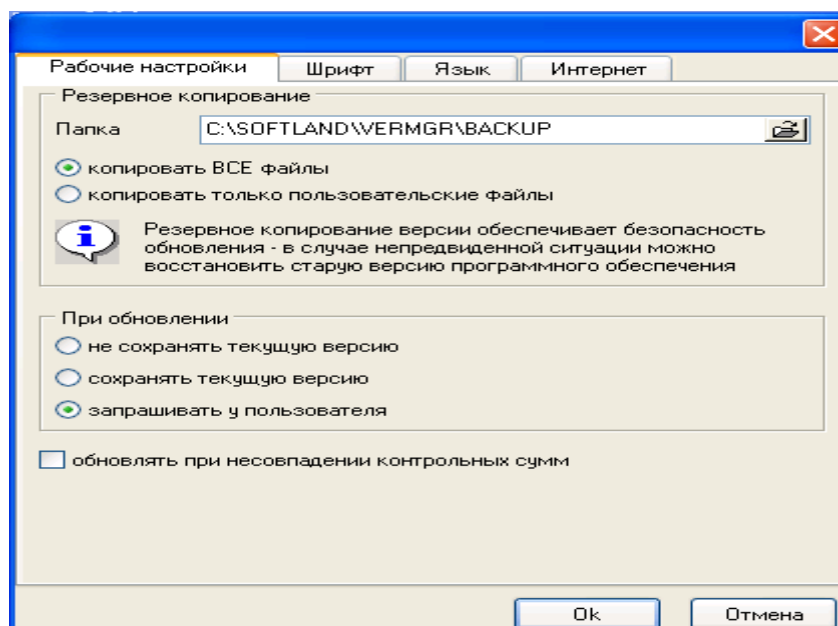 Рабочие настройки
Шрифт
Язык
Интернет
Резервное копирование
Папка
C:\SOFTLAND\VERMGR\BACKUP
копировать ВСЕ файлы
копировать только пользовательские файлы
Резервное копирование версии обеспечивает безопасность
обновления - в случае непредвиденной ситуации можно
восстановить старую версию программного обеспечения
При обновлении
не сохранять текущую версию
сохранять текущую версию
запрашивать у пользователя
обновлять при несовпадении контрольных сумм
Ok
Отмена